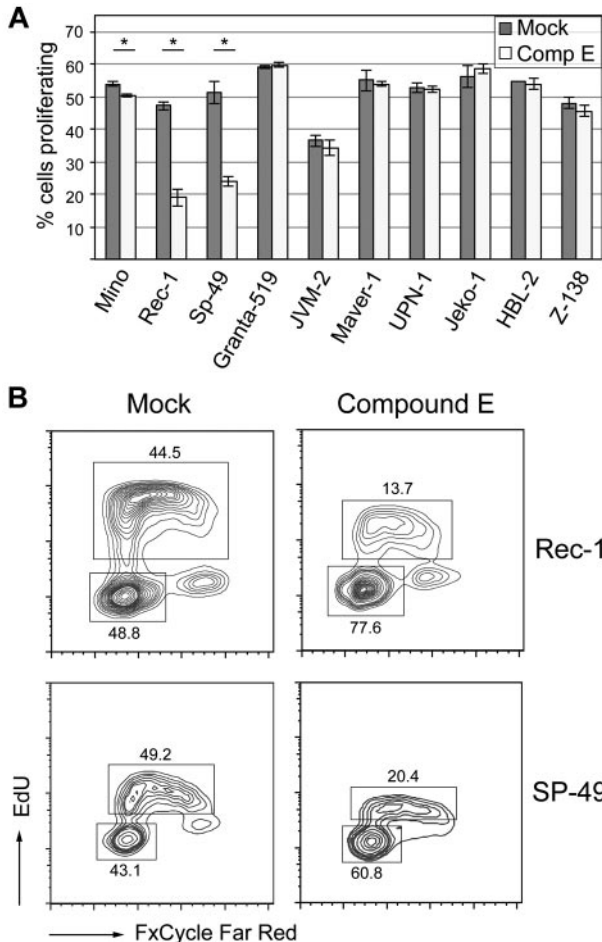 A
Mock
Comp E
% cells proliferating
70
60
50
40
30
20
10
* * *
Mino
Rec-1
Sp-49
Granta-519
JVM-2
Maver-1
UPN-1
Jeko-1
HBL-2
Z-138
B
Mock Compound E
44.5
48.8
13.7
77.6
Rec-1
49.2
43.1
20.4
60.8
SP-49
EdU
FxCycle Far Red